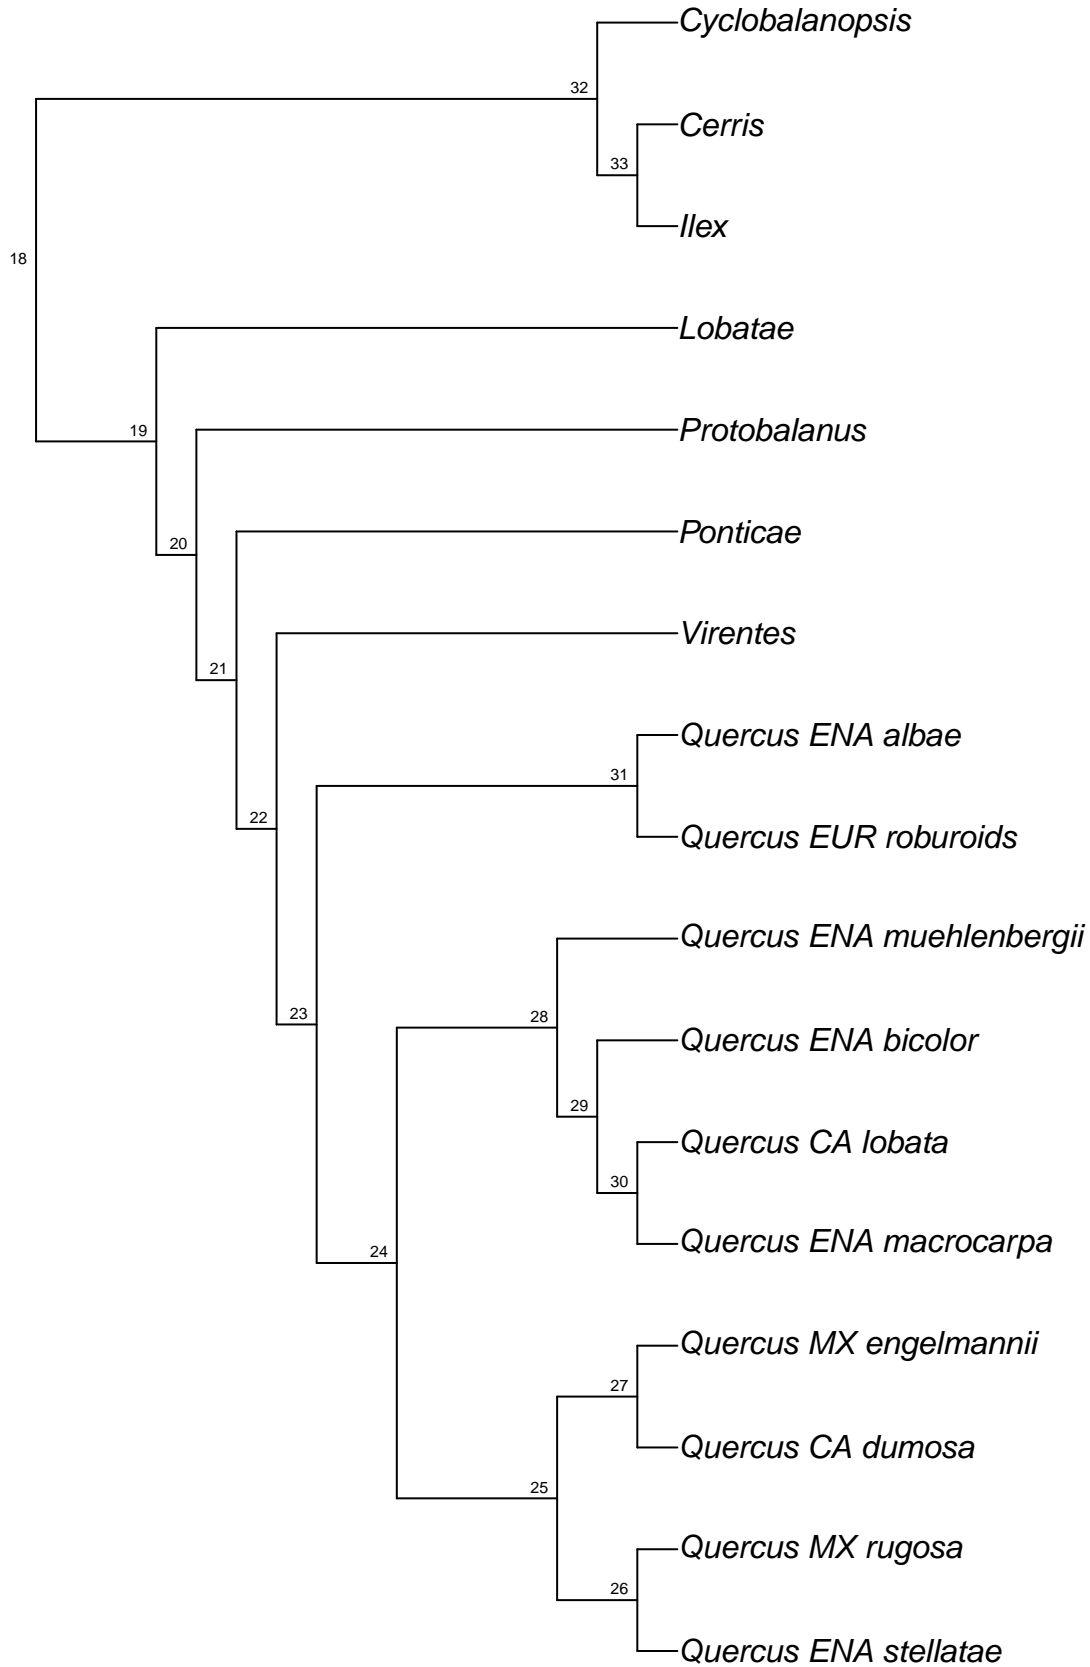 Cyclobalanopsis
32
Cerris
33
Ilex
18
Lobatae
19
Protobalanus
20
Ponticae
21
Virentes
22
Quercus ENA albae
31
Quercus EUR roburoids
Quercus ENA muehlenbergii
23
28
Quercus ENA bicolor
29
Quercus CA lobata
30
Quercus ENA macrocarpa
24
Quercus MX engelmannii
27
Quercus CA dumosa
25
Quercus MX rugosa
26
Quercus ENA stellatae